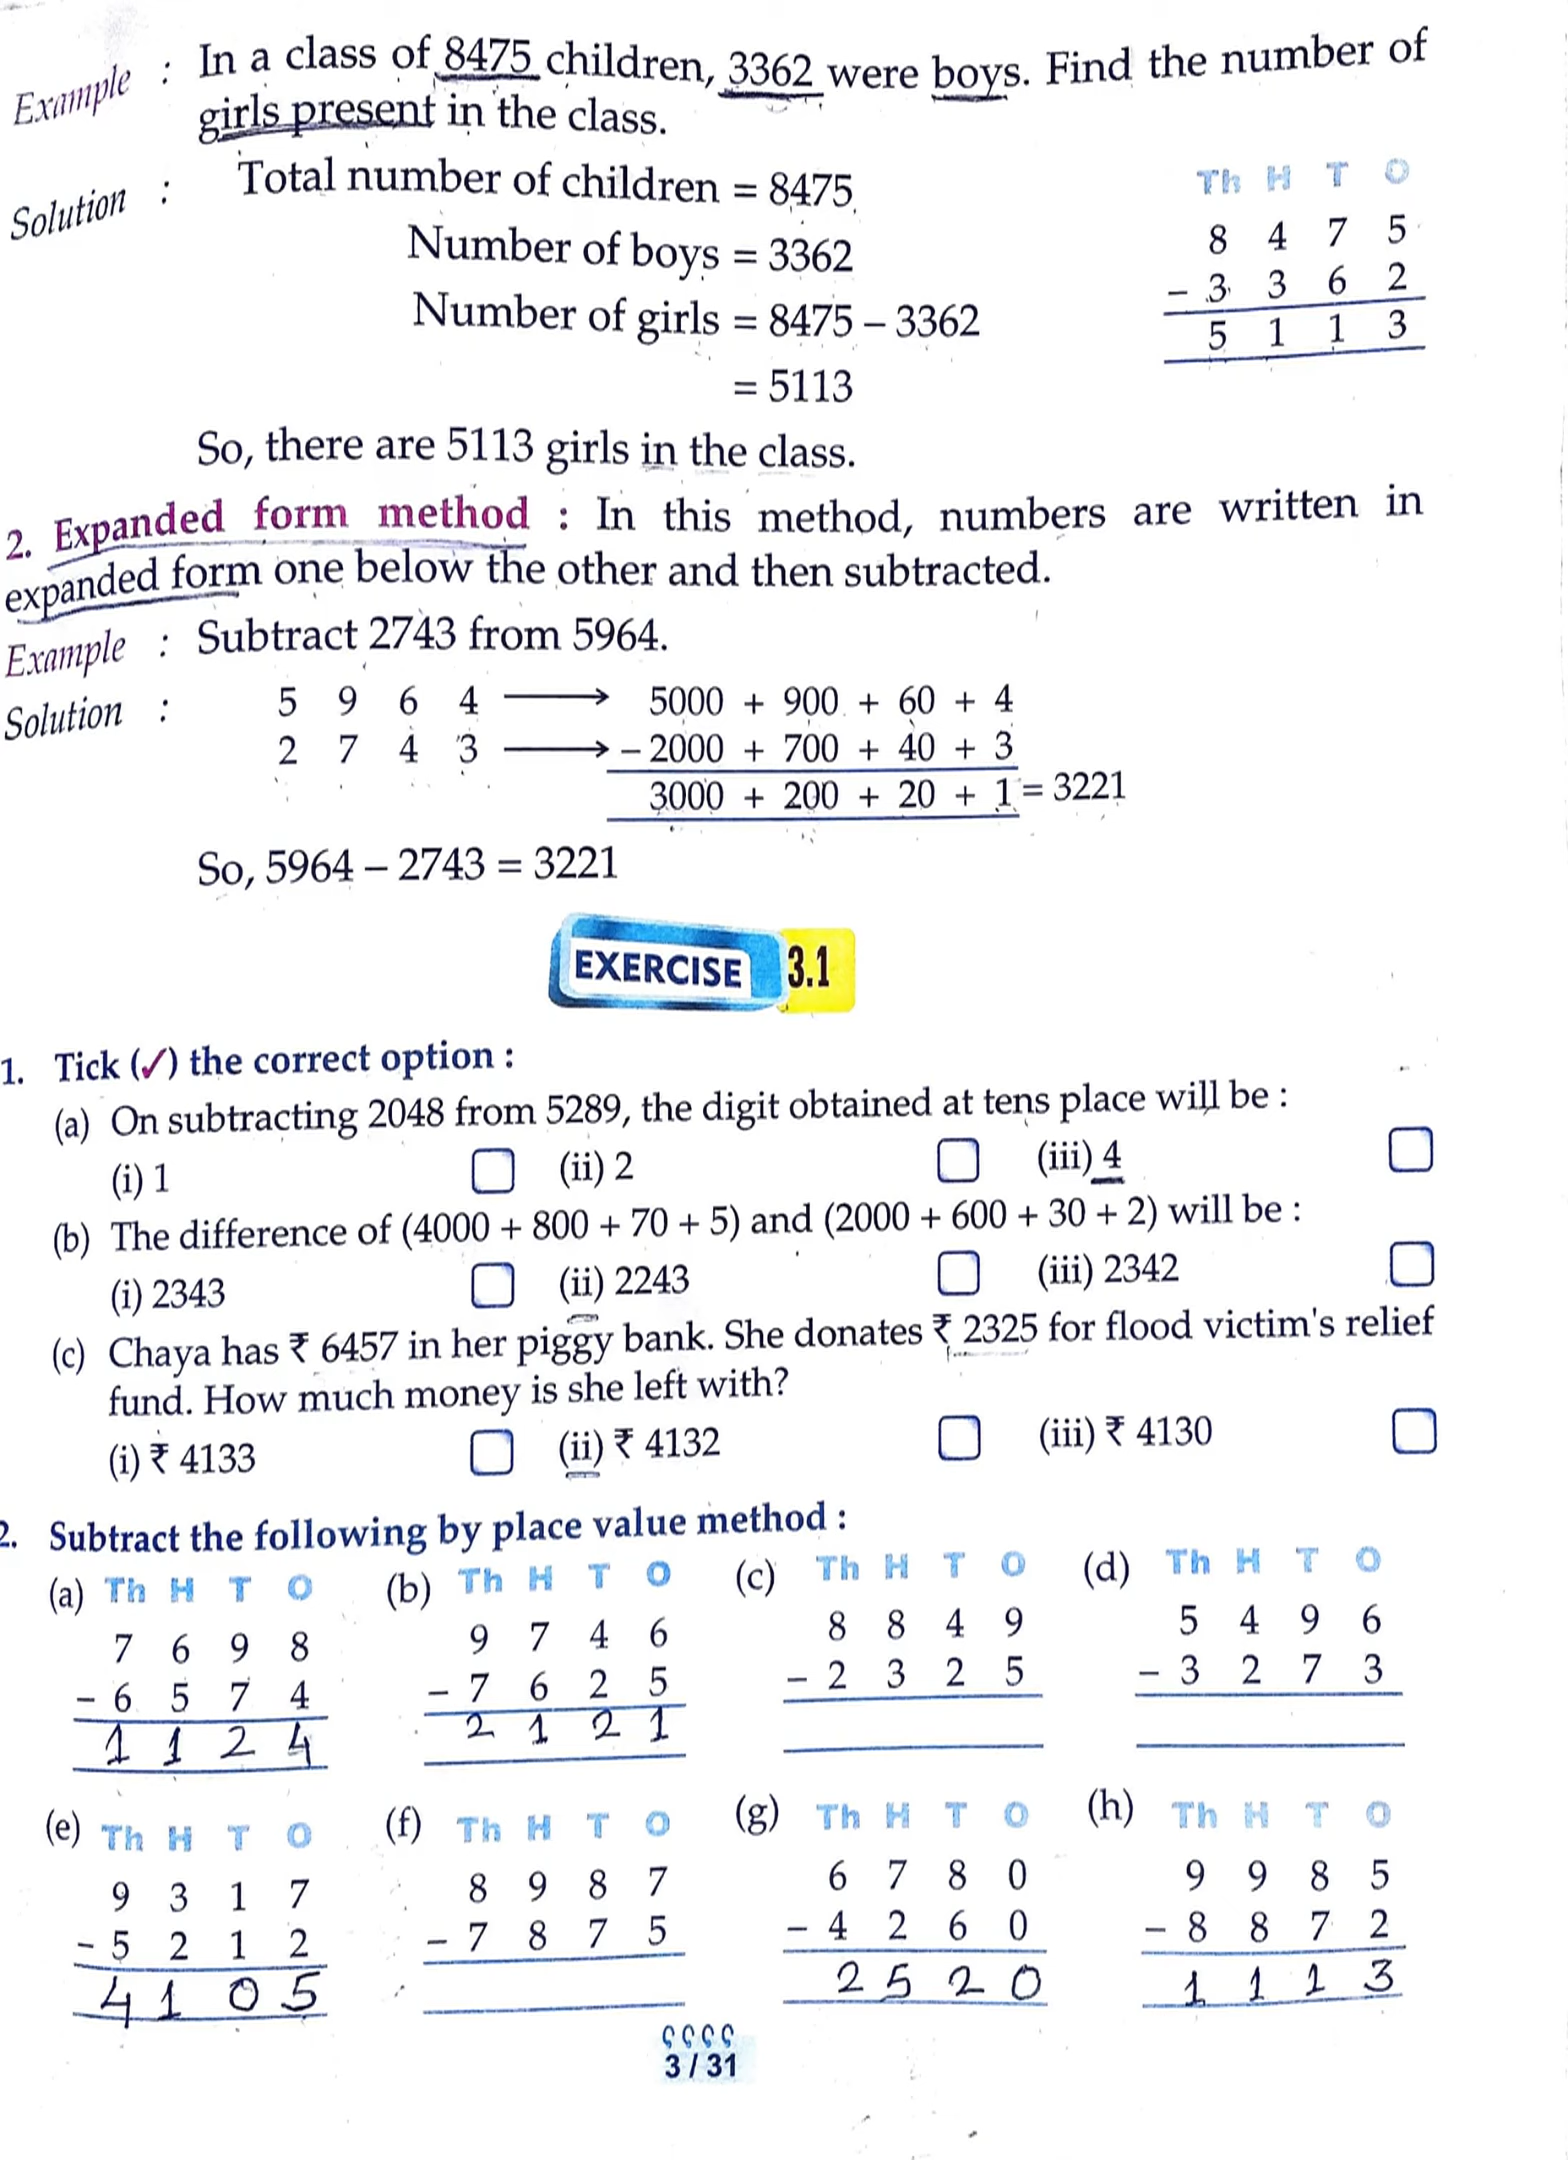 Example : In a class of 8475 children, 3362 were boys. Find the number of
girls present in the class.
Solution : Total number of children = 8475
Th H T O
Number of boys = 3362
8 4 7 5
Number of girls = 8475 – 3362
– 3 3 6 2
= 5113
5 1 1 3
So, there are 5113 girls in the class.
2. Expanded form method : In this method, numbers are written in
expanded form one below the other and then subtracted.
Example : Subtract 2743 from 5964.
Solution : 5 9 6 4 ⟶ 5000 + 900 + 60 + 4
2 7 4 3 ⟶ – 2000 + 700 + 40 + 3
3000 + 200 + 20 + 1 = 3221
So, 5964 – 2743 = 3221
EXERCISE 3.1
1. Tick (✓) the correct option :
(a) On subtracting 2048 from 5289, the digit obtained at tens place will be :
(i) 1 (ii) 2 (iii) 4
(b) The difference of (4000 + 800 + 70 + 5) and (2000 + 600 + 30 + 2) will be :
(i) 2343 (ii) 2243 (iii) 2342
(c) Chaya has ₹ 6457 in her piggy bank. She donates ₹ 2325 for flood victim's relief
fund. How much money is she left with?
(i) ₹ 4133 (ii) ₹ 4132 (iii) ₹ 4130
2. Subtract the following by place value method :
(a) Th H T O (b) Th H T O (c) Th H T O (d) Th H T O
7 6 9 8 9 7 4 6 8 8 4 9 5 4 9 6
– 6 5 7 4 – 7 6 2 5 – 2 3 2 5 – 3 2 7 3
1 1 2 4 2 1 2 1
(e) Th H T O (f) Th H T O (g) Th H T O (h) Th H T O
9 3 1 7 8 9 8 7 6 7 8 0 9 9 8 5
– 5 2 1 2 – 7 8 7 5 – 4 2 6 0 – 8 8 7 2
4 1 0 5 2 5 2 0 1 1 1 3
3 / 31